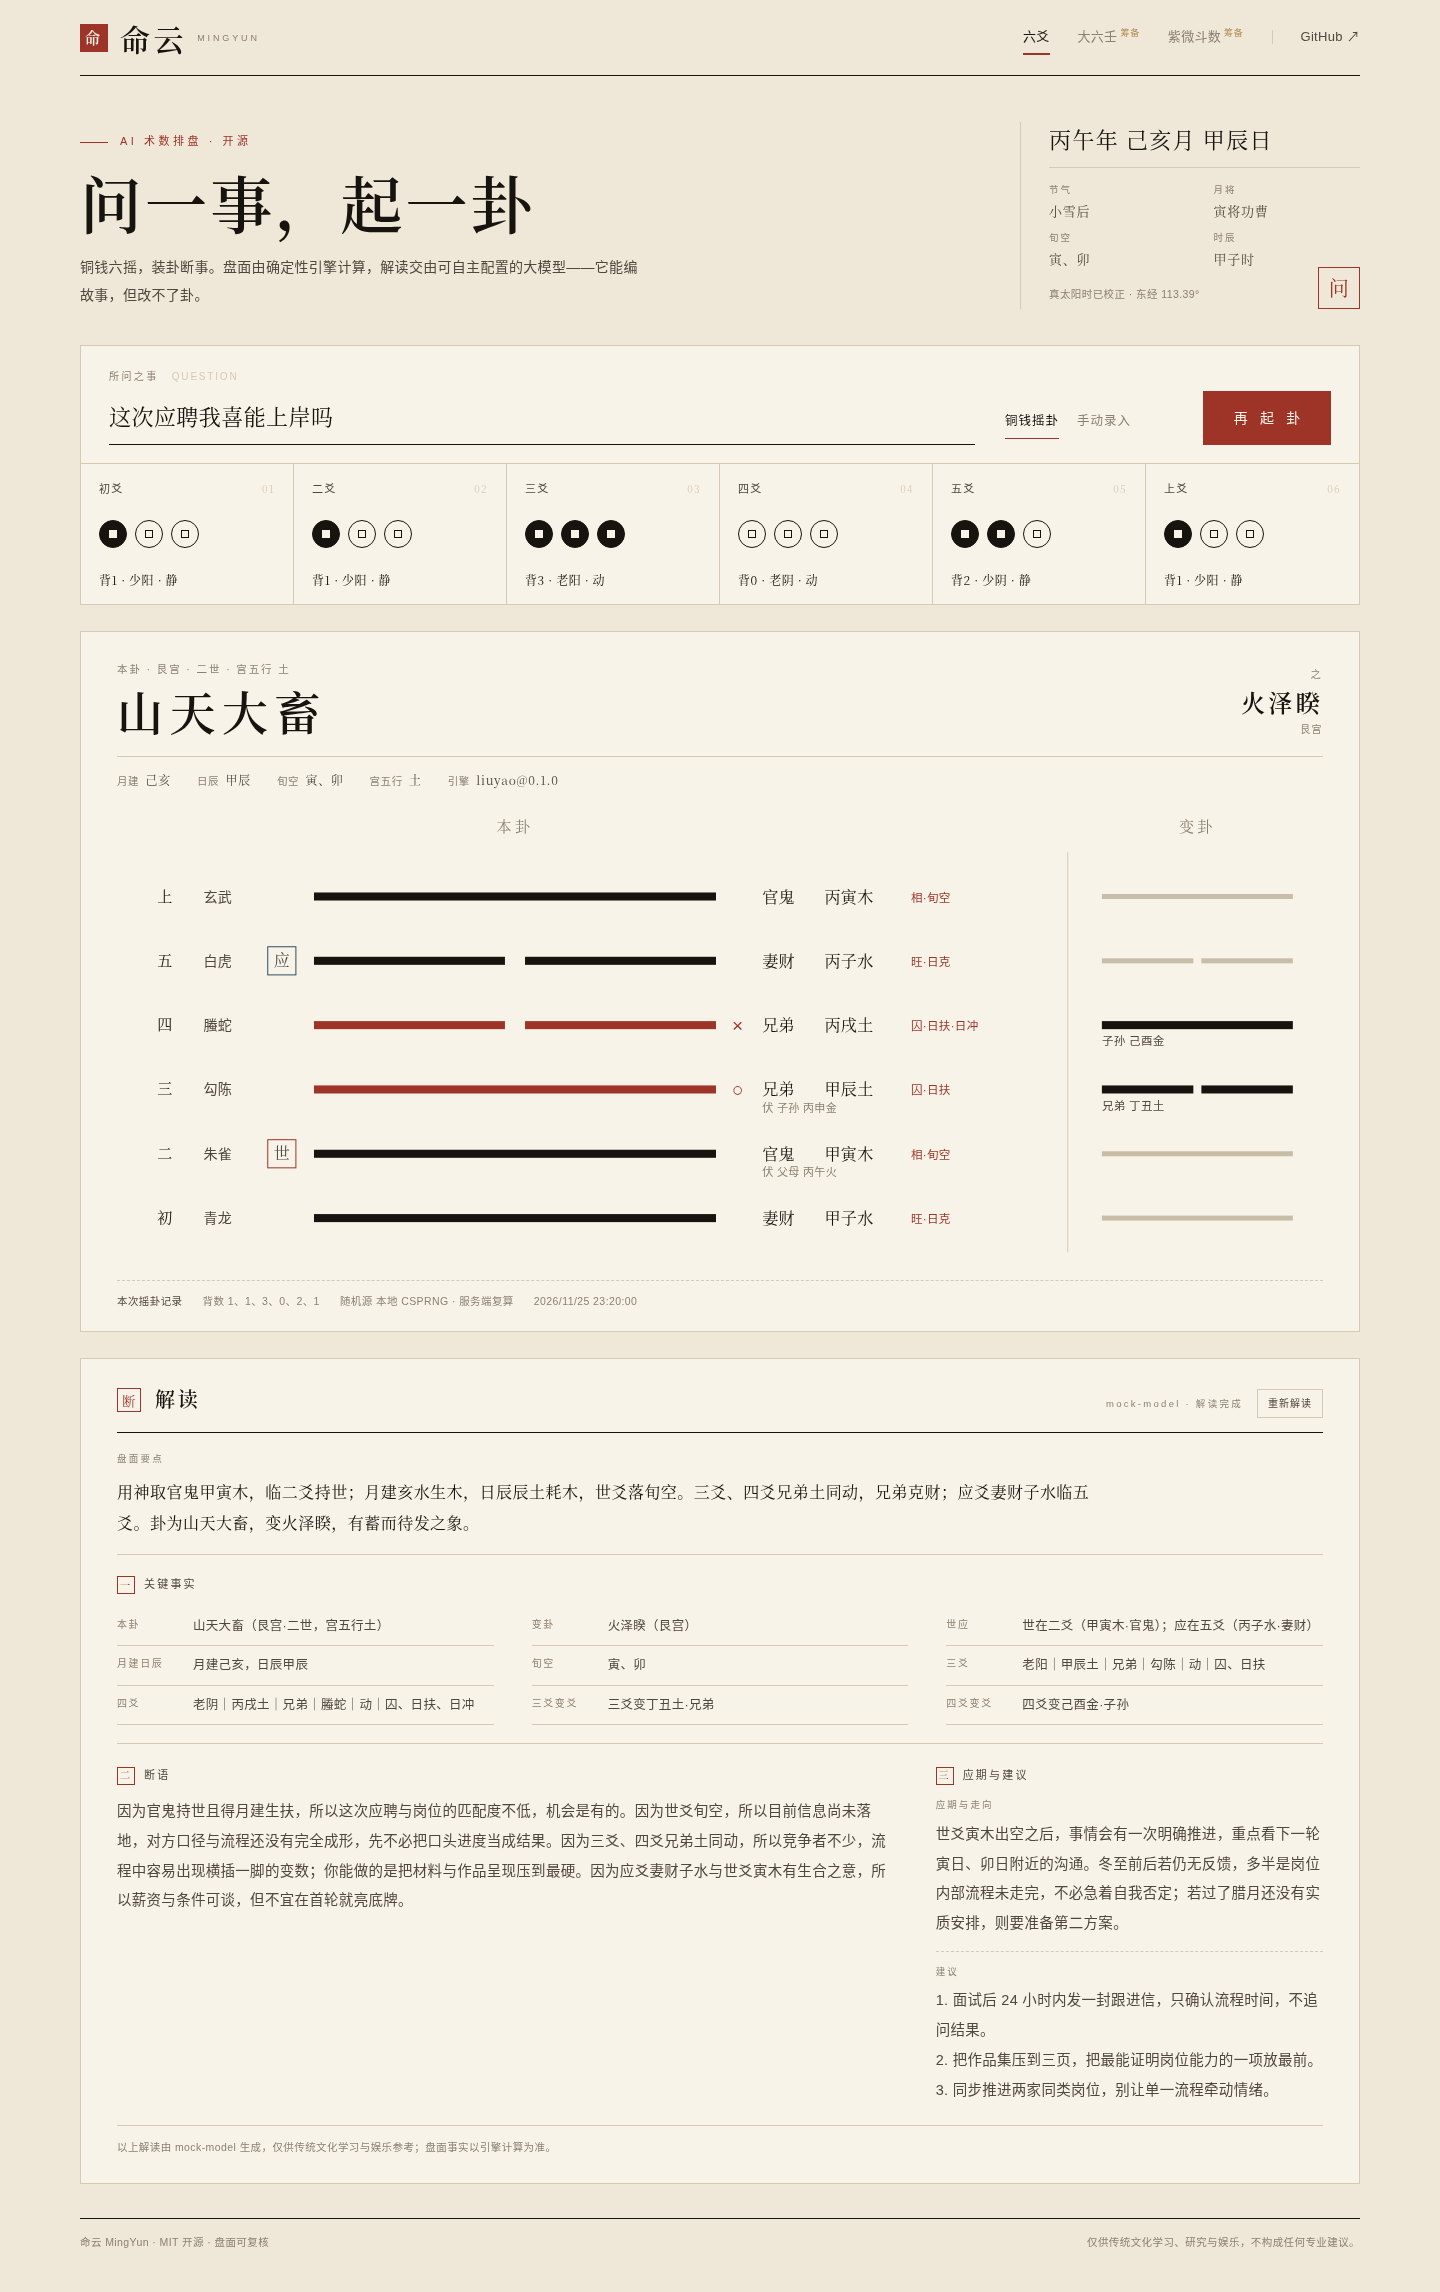 命 命云 MINGYUN
六爻 大六壬 筹备 紫微斗数 筹备 GitHub ↗
AI 术数排盘 · 开源
问一事，起一卦
铜钱六摇，装卦断事。盘面由确定性引擎计算，解读交由可自主配置的大模型——它能编
故事，但改不了卦。
丙午年 己亥月 甲辰日
节气 月将
小雪后 寅将功曹
旬空 时辰
寅、卯 甲子时
真太阳时已校正 · 东经 113.39°
问
所问之事 QUESTION
这次应聘我喜能上岸吗
铜钱摇卦 手动录入
再起卦
初爻 01 二爻 02 三爻 03 四爻 04 五爻 05 上爻 06
背1 · 少阳 · 静 背1 · 少阳 · 静 背3 · 老阳 · 动 背0 · 老阴 · 动 背2 · 少阴 · 静 背1 · 少阳 · 静
本卦 · 艮宫 · 二世 · 宫五行 土
山天大畜
之
火泽睽
艮宫
月建 己亥 日辰 甲辰 旬空 寅、卯 宫五行 土 引擎 liuyao@0.1.0
本卦 变卦
上 玄武 官鬼 丙寅木 相·旬空
五 白虎 应 妻财 丙子水 旺·日克
四 螣蛇 × 兄弟 丙戌土 囚·日扶·日冲
子孙 己酉金
三 勾陈 ○ 兄弟 甲辰土 囚·日扶
伏 子孙 丙申金 兄弟 丁丑土
二 朱雀 世 官鬼 甲寅木 相·旬空
伏 父母 丙午火
初 青龙 妻财 甲子水 旺·日克
本次摇卦记录 背数 1、1、3、0、2、1 随机源 本地 CSPRNG · 服务端复算 2026/11/25 23:20:00
断 解读
mock-model · 解读完成 重新解读
盘面要点
用神取官鬼甲寅木，临二爻持世；月建亥水生木，日辰辰土耗木，世爻落旬空。三爻、四爻兄弟土同动，兄弟克财；应爻妻财子水临五
爻。卦为山天大畜，变火泽睽，有蓄而待发之象。
一 关键事实
本卦 山天大畜（艮宫·二世，宫五行土） 变卦 火泽睽（艮宫） 世应 世在二爻（甲寅木·官鬼）；应在五爻（丙子水·妻财）
月建日辰 月建己亥，日辰甲辰 旬空 寅、卯 三爻 老阳｜甲辰土｜兄弟｜勾陈｜动｜囚、日扶
四爻 老阴｜丙戌土｜兄弟｜螣蛇｜动｜囚、日扶、日冲 三爻变爻 三爻变丁丑土·兄弟 四爻变爻 四爻变己酉金·子孙
二 断语
因为官鬼持世且得月建生扶，所以这次应聘与岗位的匹配度不低，机会是有的。因为世爻旬空，所以目前信息尚未落
地，对方口径与流程还没有完全成形，先不必把口头进度当成结果。因为三爻、四爻兄弟土同动，所以竞争者不少，流
程中容易出现横插一脚的变数；你能做的是把材料与作品呈现压到最硬。因为应爻妻财子水与世爻寅木有生合之意，所
以薪资与条件可谈，但不宜在首轮就亮底牌。
三 应期与建议
应期与走向
世爻寅木出空之后，事情会有一次明确推进，重点看下一轮
寅日、卯日附近的沟通。冬至前后若仍无反馈，多半是岗位
内部流程未走完，不必急着自我否定；若过了腊月还没有实
质安排，则要准备第二方案。
建议
1. 面试后 24 小时内发一封跟进信，只确认流程时间，不追
问结果。
2. 把作品集压到三页，把最能证明岗位能力的一项放最前。
3. 同步推进两家同类岗位，别让单一流程牵动情绪。
以上解读由 mock-model 生成，仅供传统文化学习与娱乐参考；盘面事实以引擎计算为准。
命云 MingYun · MIT 开源 · 盘面可复核
仅供传统文化学习、研究与娱乐，不构成任何专业建议。